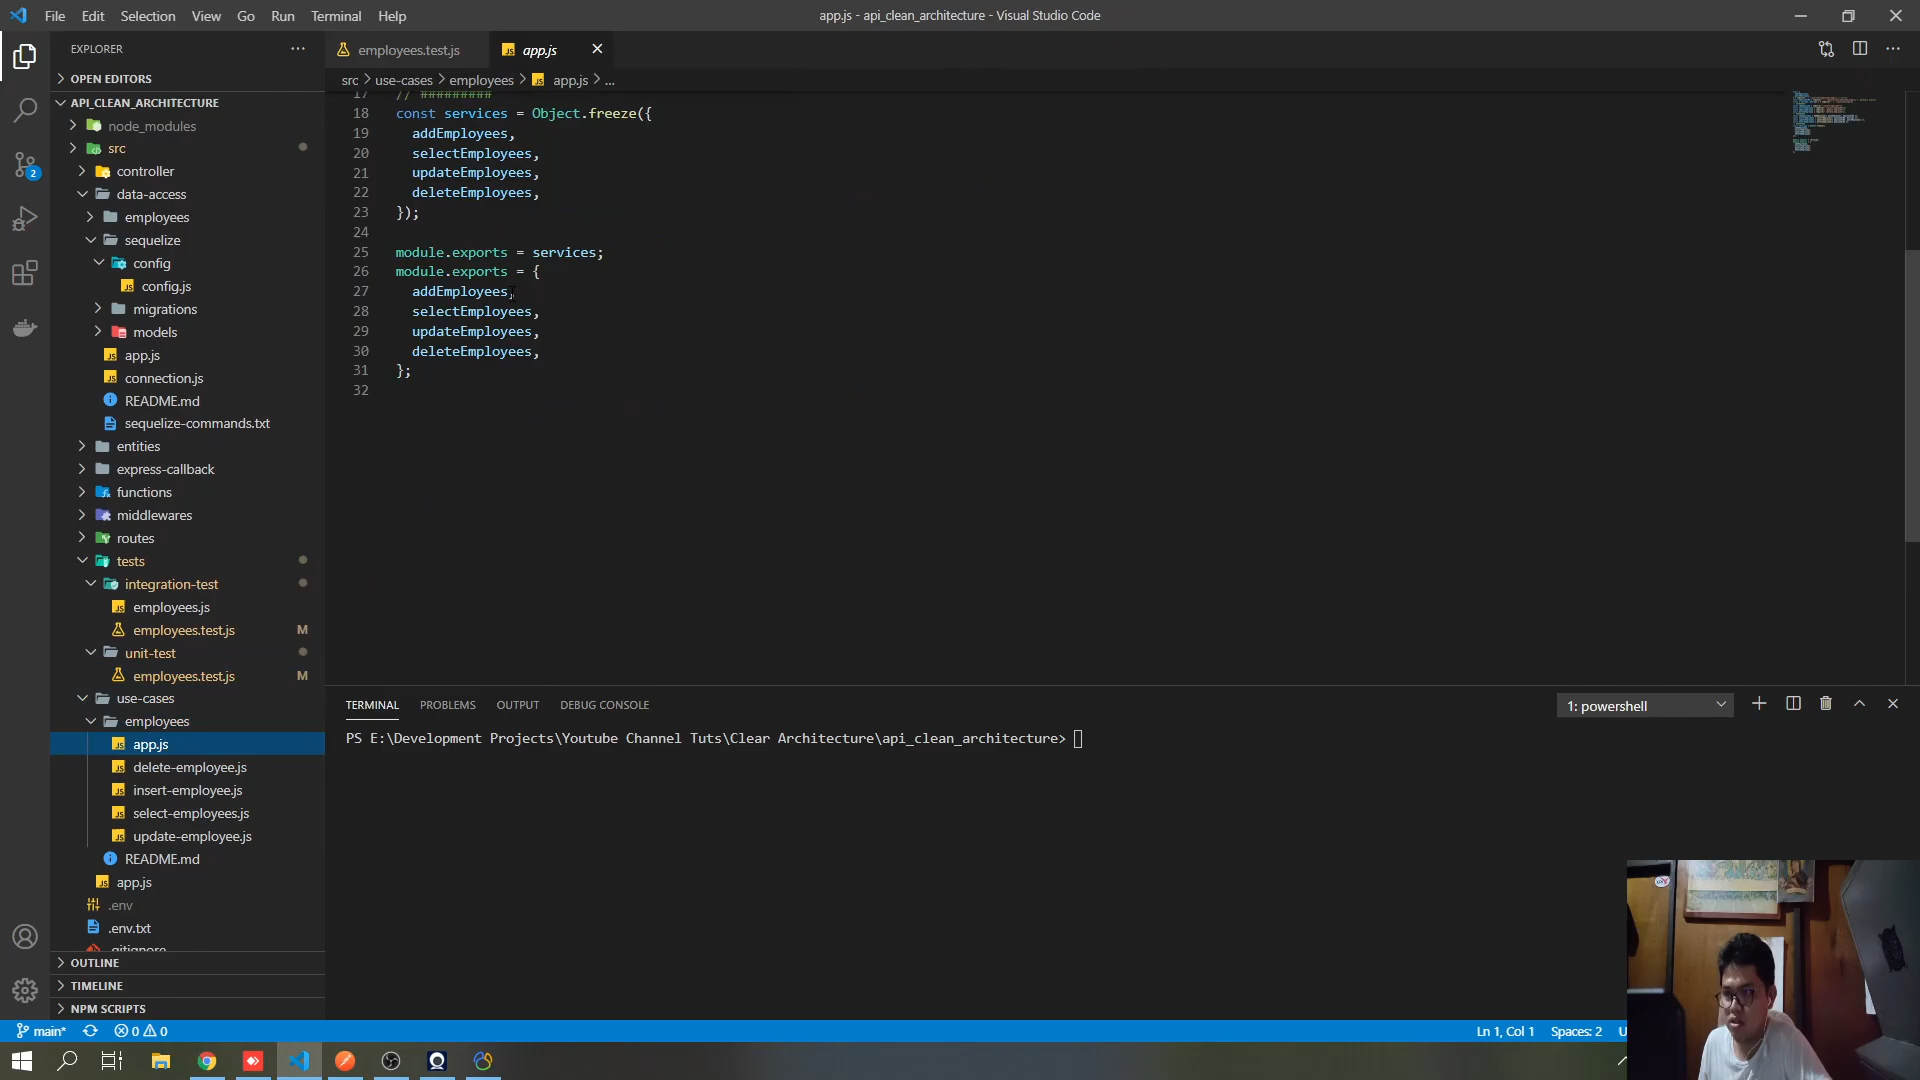 File Edit Selection View Go Run Terminal Help
app.js - api_clean_architecture - Visual Studio Code
EXPLORER
OPEN EDITORS
API_CLEAN_ARCHITECTURE
node_modules
src
controller
data-access
employees
sequelize
config
config.js
migrations
models
app.js
connection.js
README.md
sequelize-commands.txt
entities
express-callback
functions
middlewares
routes
tests
integration-test
employees.js
employees.test.js M
unit-test
employees.test.js M
use-cases
employees
app.js
delete-employee.js
insert-employee.js
select-employees.js
update-employee.js
README.md
app.js
.env
.env.txt
.gitignore
OUTLINE
TIMELINE
NPM SCRIPTS
2
employees.test.js
app.js
src > use-cases > employees > app.js > ...
17 // #########
18 const services = Object.freeze({
19 addEmployees,
20 selectEmployees,
21 updateEmployees,
22 deleteEmployees,
23 });
24
25 module.exports = services;
26 module.exports = {
27 addEmployees,
28 selectEmployees,
29 updateEmployees,
30 deleteEmployees,
31 };
32
TERMINAL PROBLEMS OUTPUT DEBUG CONSOLE
1: powershell
PS E:\Development Projects\Youtube Channel Tuts\Clear Architecture\api_clean_architecture>
main* 0 0
Ln 1, Col 1 Spaces: 2 U